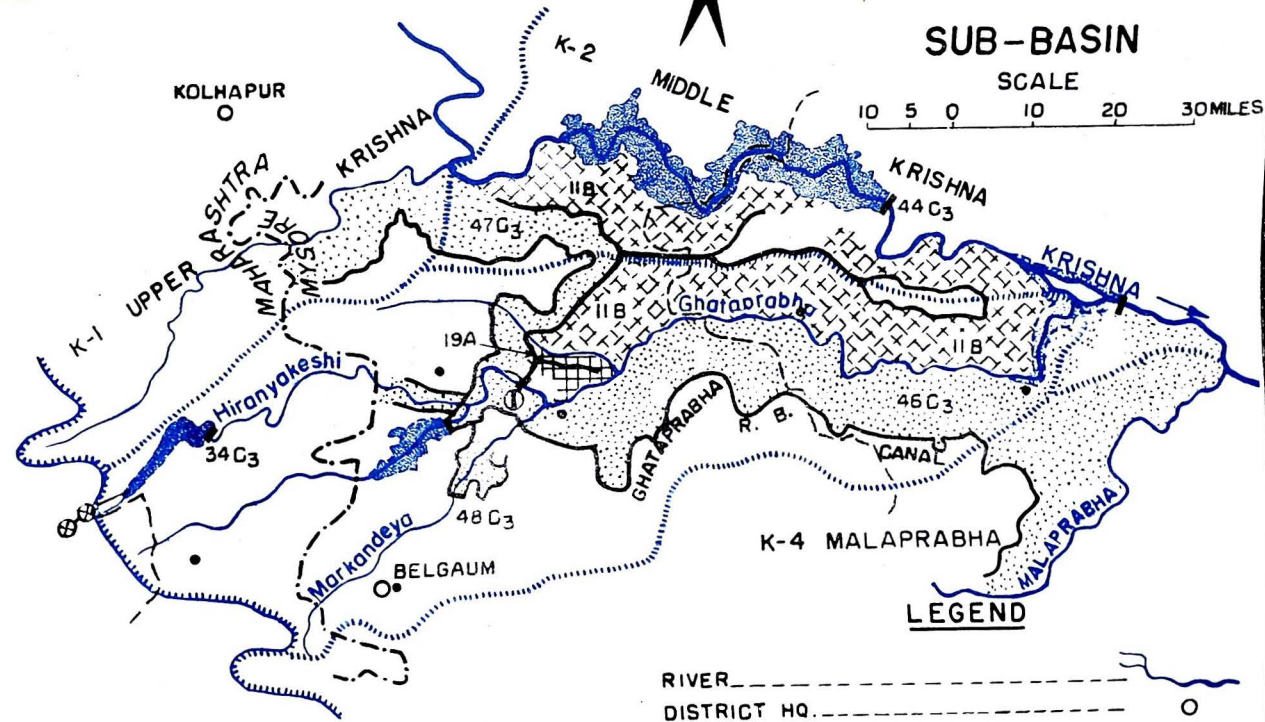 SUB-BASIN
SCALE
10 5 0 10 20 30 MILES
K-2
MIDDLE
KRISHNA
KOLHAPUR
KRISHNA
UPPER
K-1
MAHARASHTRA
MYSORE
47C3
11B
44C3
KRISHNA
11B
Ghataprabha
11B
19A
Hiranyakeshi
34C3
I
46C3
GHATAPRABHA R. B. CANAL
48C3
Markandeya
BELGAUM
K-4 MALAPRABHA
MALAPRABHA
LEGEND
RIVER
DISTRICT HQ.